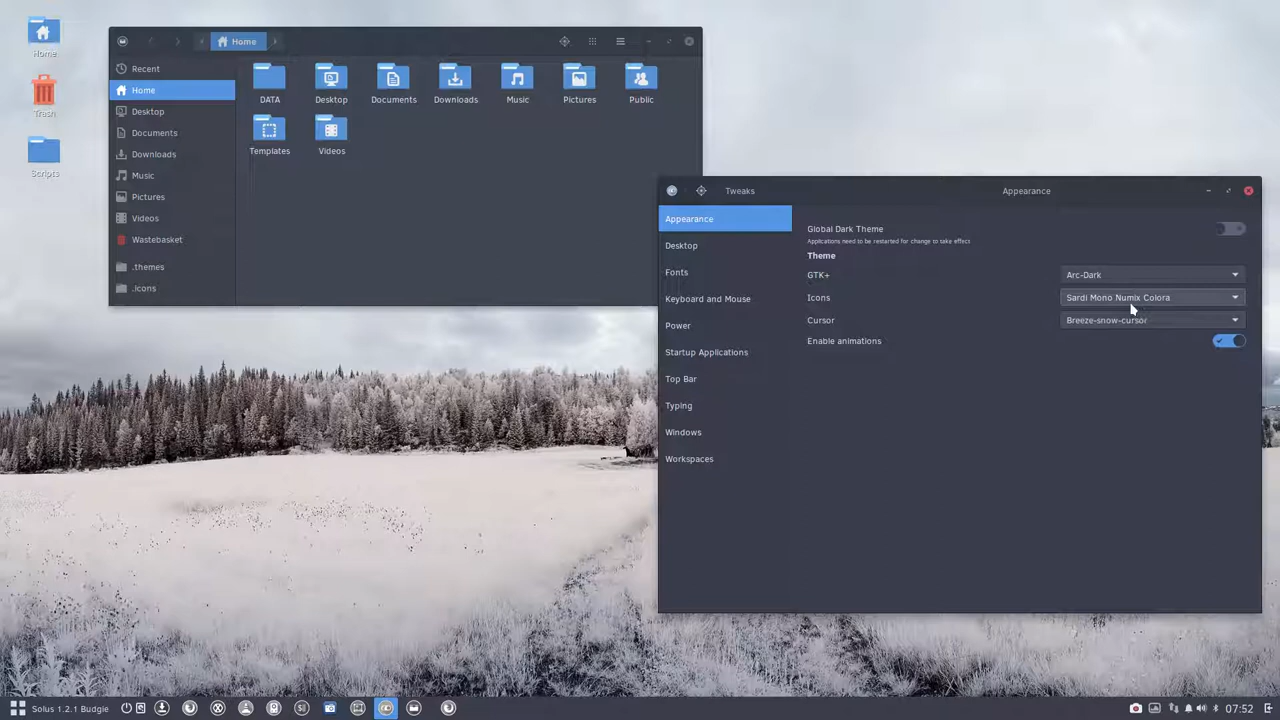 Home
Trash
Scripts
Home
Recent
Home
Desktop
Documents
Downloads
Music
Pictures
Videos
Wastebasket
.themes
.icons
DATA
Desktop
Documents
Downloads
Music
Pictures
Public
Templates
Videos
Tweaks
Appearance
Appearance
Desktop
Fonts
Keyboard and Mouse
Power
Startup Applications
Top Bar
Typing
Windows
Workspaces
Global Dark Theme
Applications need to be restarted for change to take effect
Theme
GTK+
Arc-Dark
Icons
Sardi Mono Numix Colora
Cursor
Breeze-snow-cursor
Enable animations
Solus 1.2.1 Budgie
07:52